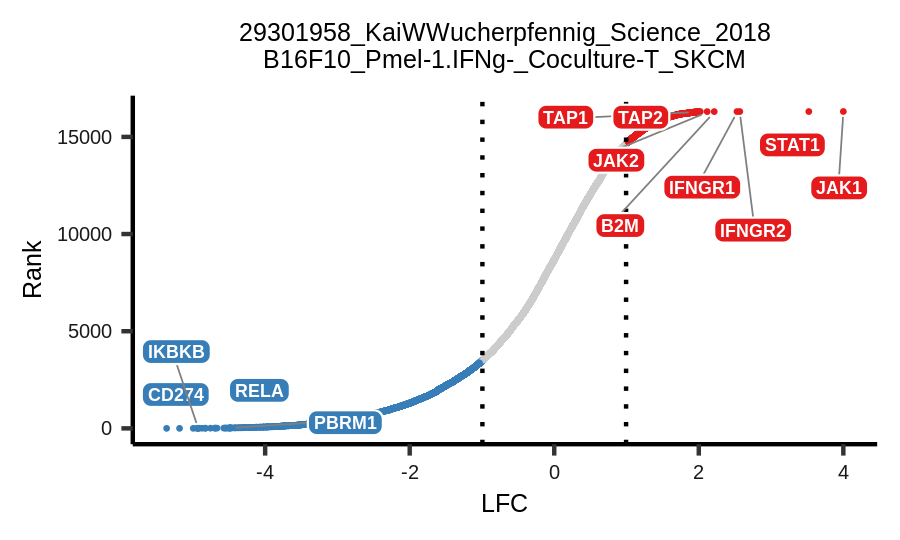 29301958_KaiWWucherpfennig_Science_2018
B16F10_Pmel-1.IFNg-_Coculture-T_SKCM
Rank
15000
10000
5000
0
TAP1
TAP2
JAK2
STAT1
IFNGR1
JAK1
B2M
IFNGR2
IKBKB
CD274
RELA
PBRM1
-4
-2
0
2
4
LFC